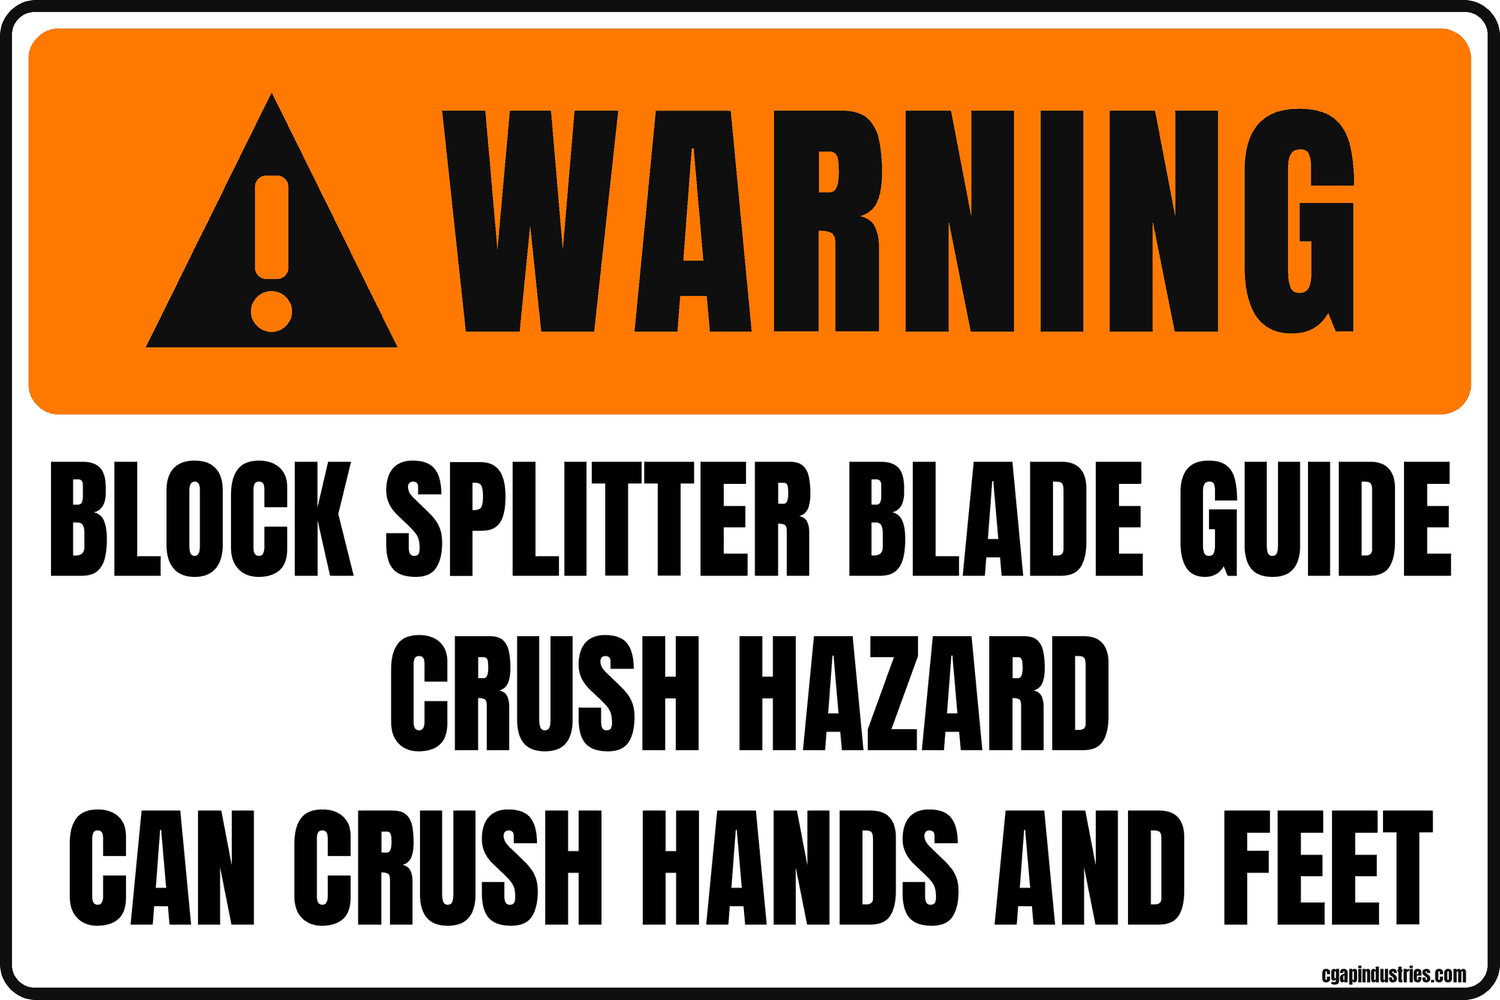 WARNING
BLOCK SPLITTER BLADE GUIDE
CRUSH HAZARD
CAN CRUSH HANDS AND FEET
cgapindustries.com